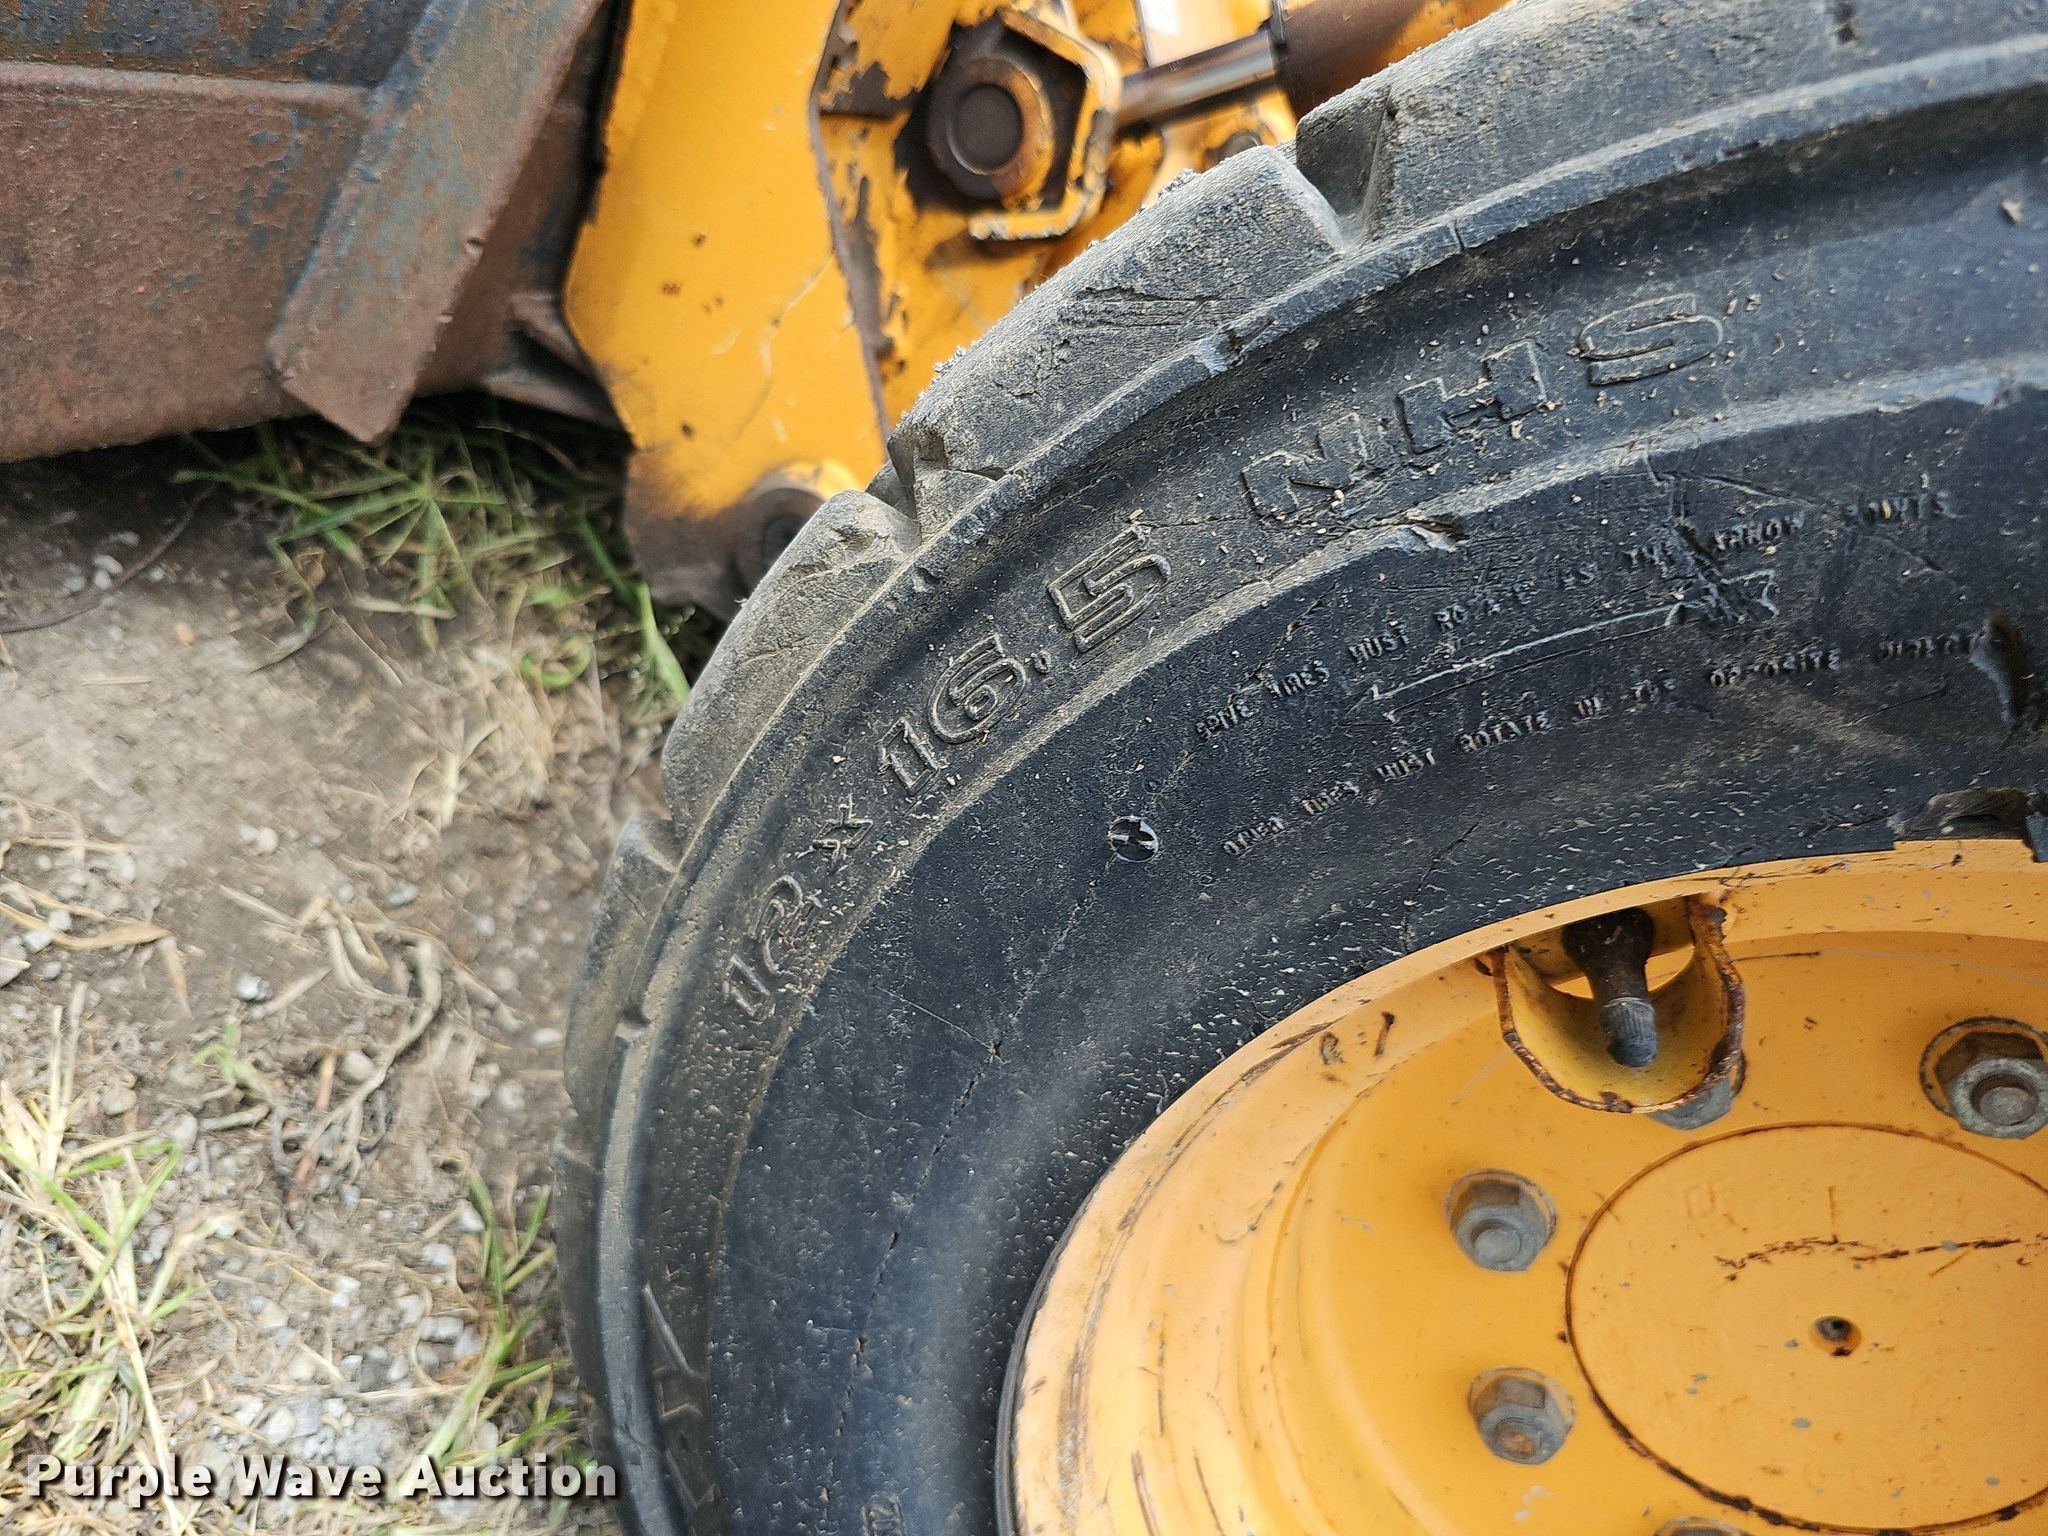 12 x 16.5 NHS
DRIVE TIRES MUST ROTATE AS THE ARROW POINTS
OTHER TIRES MUST ROTATE IN THE OPPOSITE
Purple Wave Auction